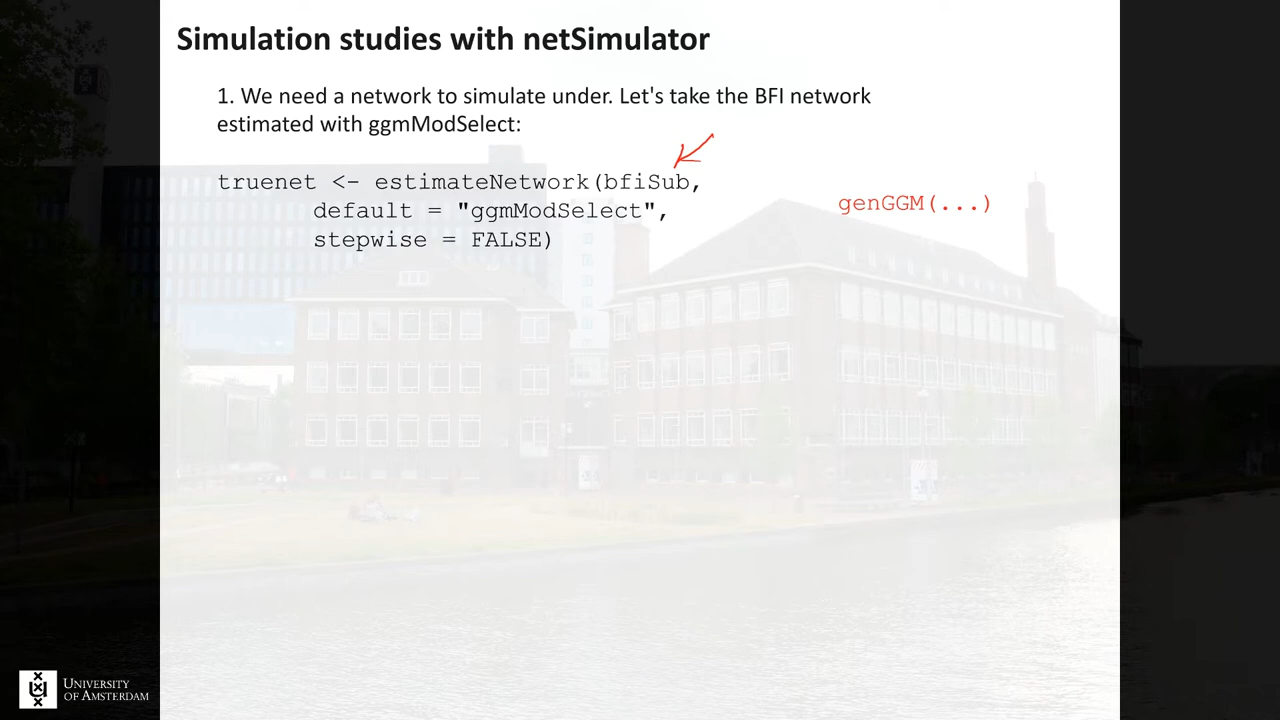 Simulation studies with netSimulator
1. We need a network to simulate under. Let's take the BFI network
estimated with ggmModSelect:
truenet <- estimateNetwork(bfiSub,
default = "ggmModSelect",
stepwise = FALSE)
genGGM(...)
UNIVERSITY
OF AMSTERDAM